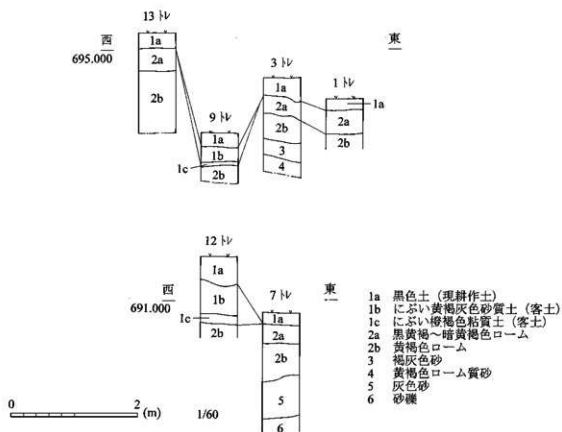 13トレ
西
東
695.000
1a
2a
2b
9トレ
1a
1b
1c
2b
3トレ
1a
2a
2b
3
4
1トレ
1a
2a
2b
12トレ
西
東
691.000
1a
1b
1c
2b
7トレ
1a
2a
2b
5
6
1a 黒色土（現耕作土）
1b にぶい黄褐灰色砂質土（客土）
1c にぶい橙褐色粘質土（客土）
2a 黒黄褐～暗黄褐色ローム
2b 黄褐色ローム
3 褐灰色砂
4 黄褐色ローム質砂
5 灰色砂
6 砂礫
0 2 (m) 1/60